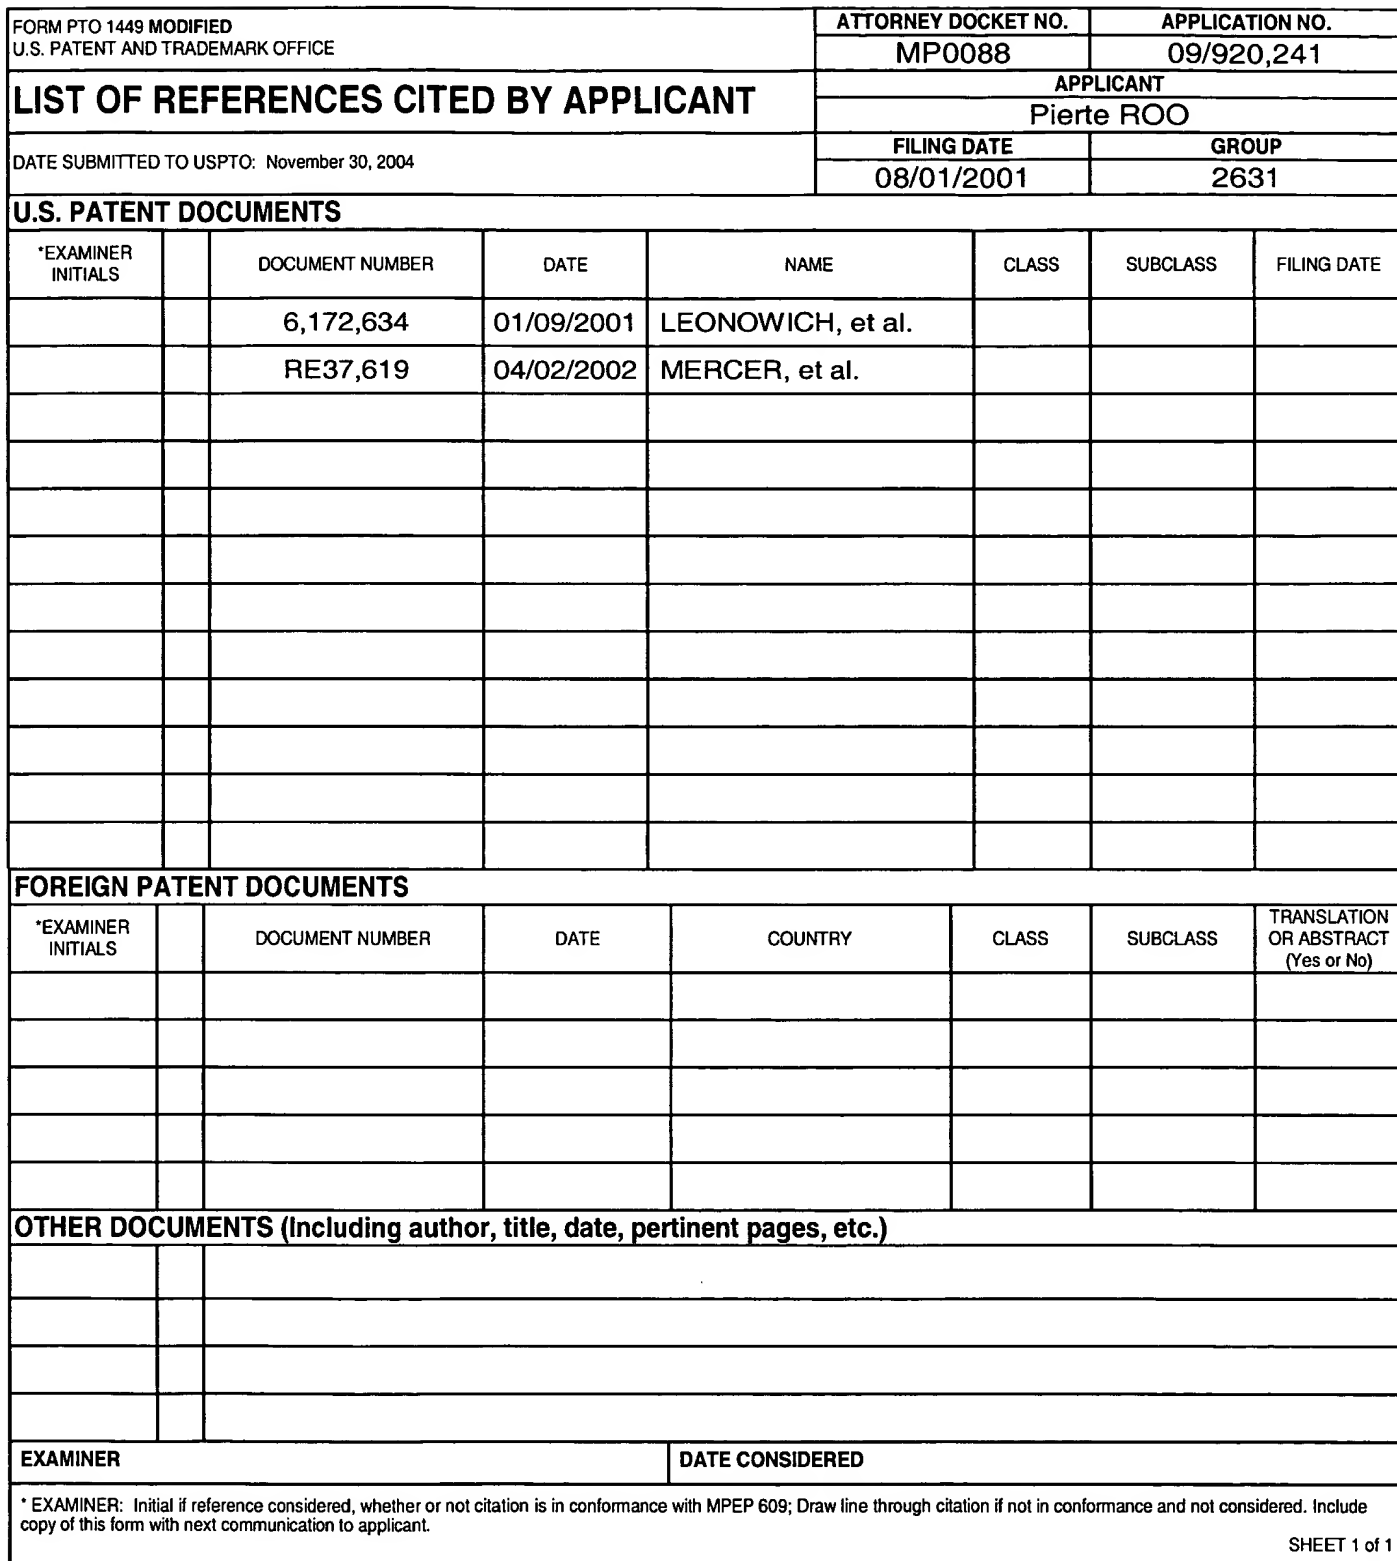 FORM PTO 1449 MODIFIED
U.S. PATENT AND TRADEMARK OFFICE
ATTORNEY DOCKET NO. APPLICATION NO.
MP0088 09/920,241
LIST OF REFERENCES CITED BY APPLICANT
APPLICANT
Pierte ROO
DATE SUBMITTED TO USPTO: November 30, 2004
FILING DATE GROUP
08/01/2001 2631
U.S. PATENT DOCUMENTS
*EXAMINER INITIALS DOCUMENT NUMBER DATE NAME CLASS SUBCLASS FILING DATE
6,172,634 01/09/2001 LEONOWICH, et al.
RE37,619 04/02/2002 MERCER, et al.
FOREIGN PATENT DOCUMENTS
*EXAMINER INITIALS DOCUMENT NUMBER DATE COUNTRY CLASS SUBCLASS TRANSLATION OR ABSTRACT (Yes or No)
OTHER DOCUMENTS (Including author, title, date, pertinent pages, etc.)
EXAMINER DATE CONSIDERED
* EXAMINER: Initial if reference considered, whether or not citation is in conformance with MPEP 609; Draw line through citation if not in conformance and not considered. Include
copy of this form with next communication to applicant.
SHEET 1 of 1